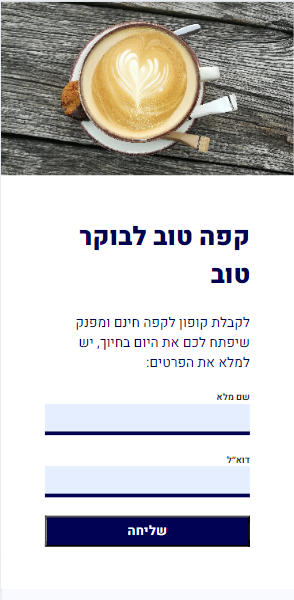 קפה טוב לבוקר
טוב
לקבלת קופון לקפה חינם ומפנק
שיפתח לכם את היום בחיוך, יש
למלא את הפרטים:
שם מלא
דוא״ל
שליחה